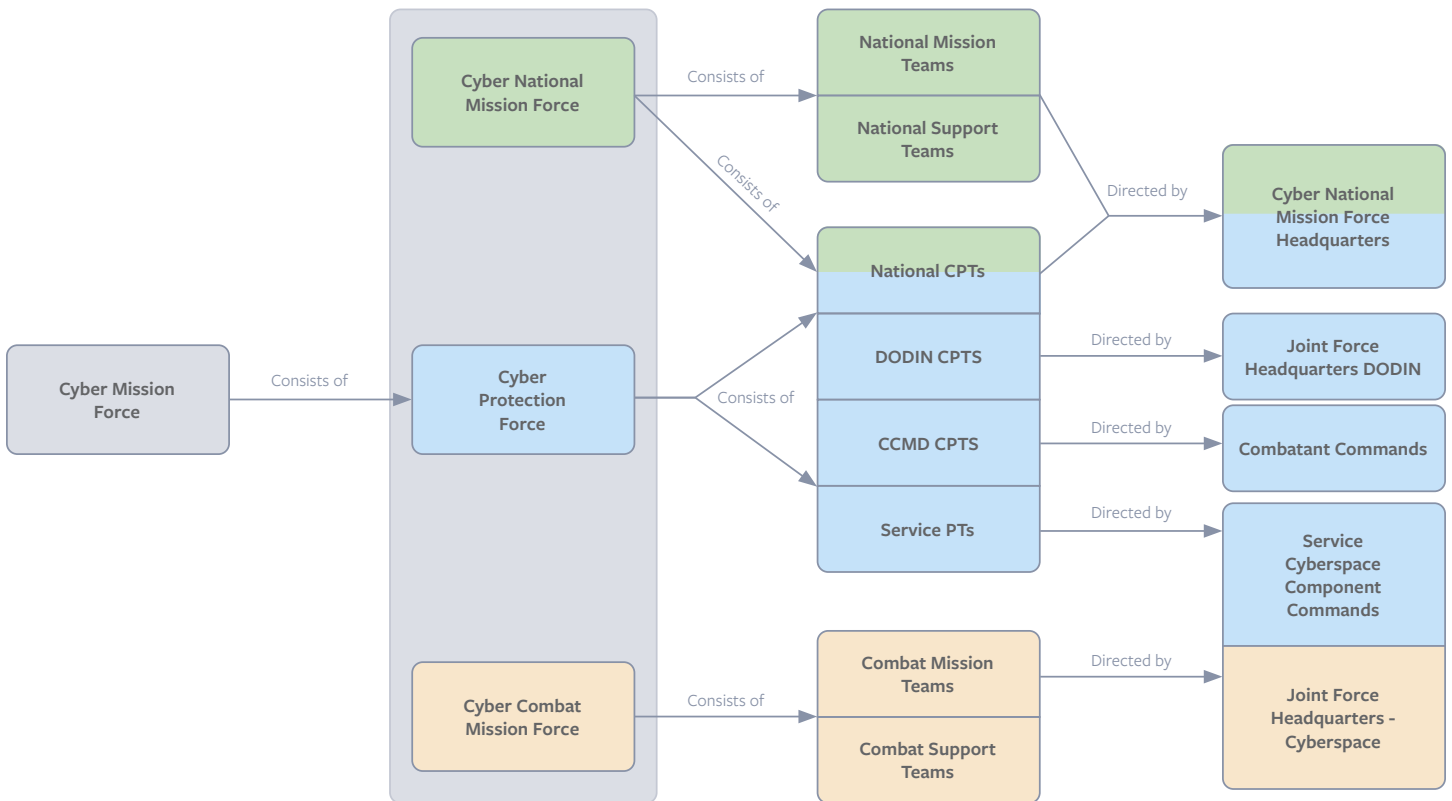 Cyber Mission
Force
Consists of
Cyber National
Mission Force
Cyber
Protection
Force
Cyber Combat
Mission Force
Consists of
Consists of
Consists of
Consists of
National Mission
Teams
National Support
Teams
National CPTs
DODIN CPTS
CCMD CPTS
Service PTs
Combat Mission
Teams
Combat Support
Teams
Directed by
Directed by
Directed by
Directed by
Directed by
Cyber National
Mission Force
Headquarters
Joint Force
Headquarters DODIN
Combatant Commands
Service
Cyberspace
Component
Commands
Joint Force
Headquarters -
Cyberspace